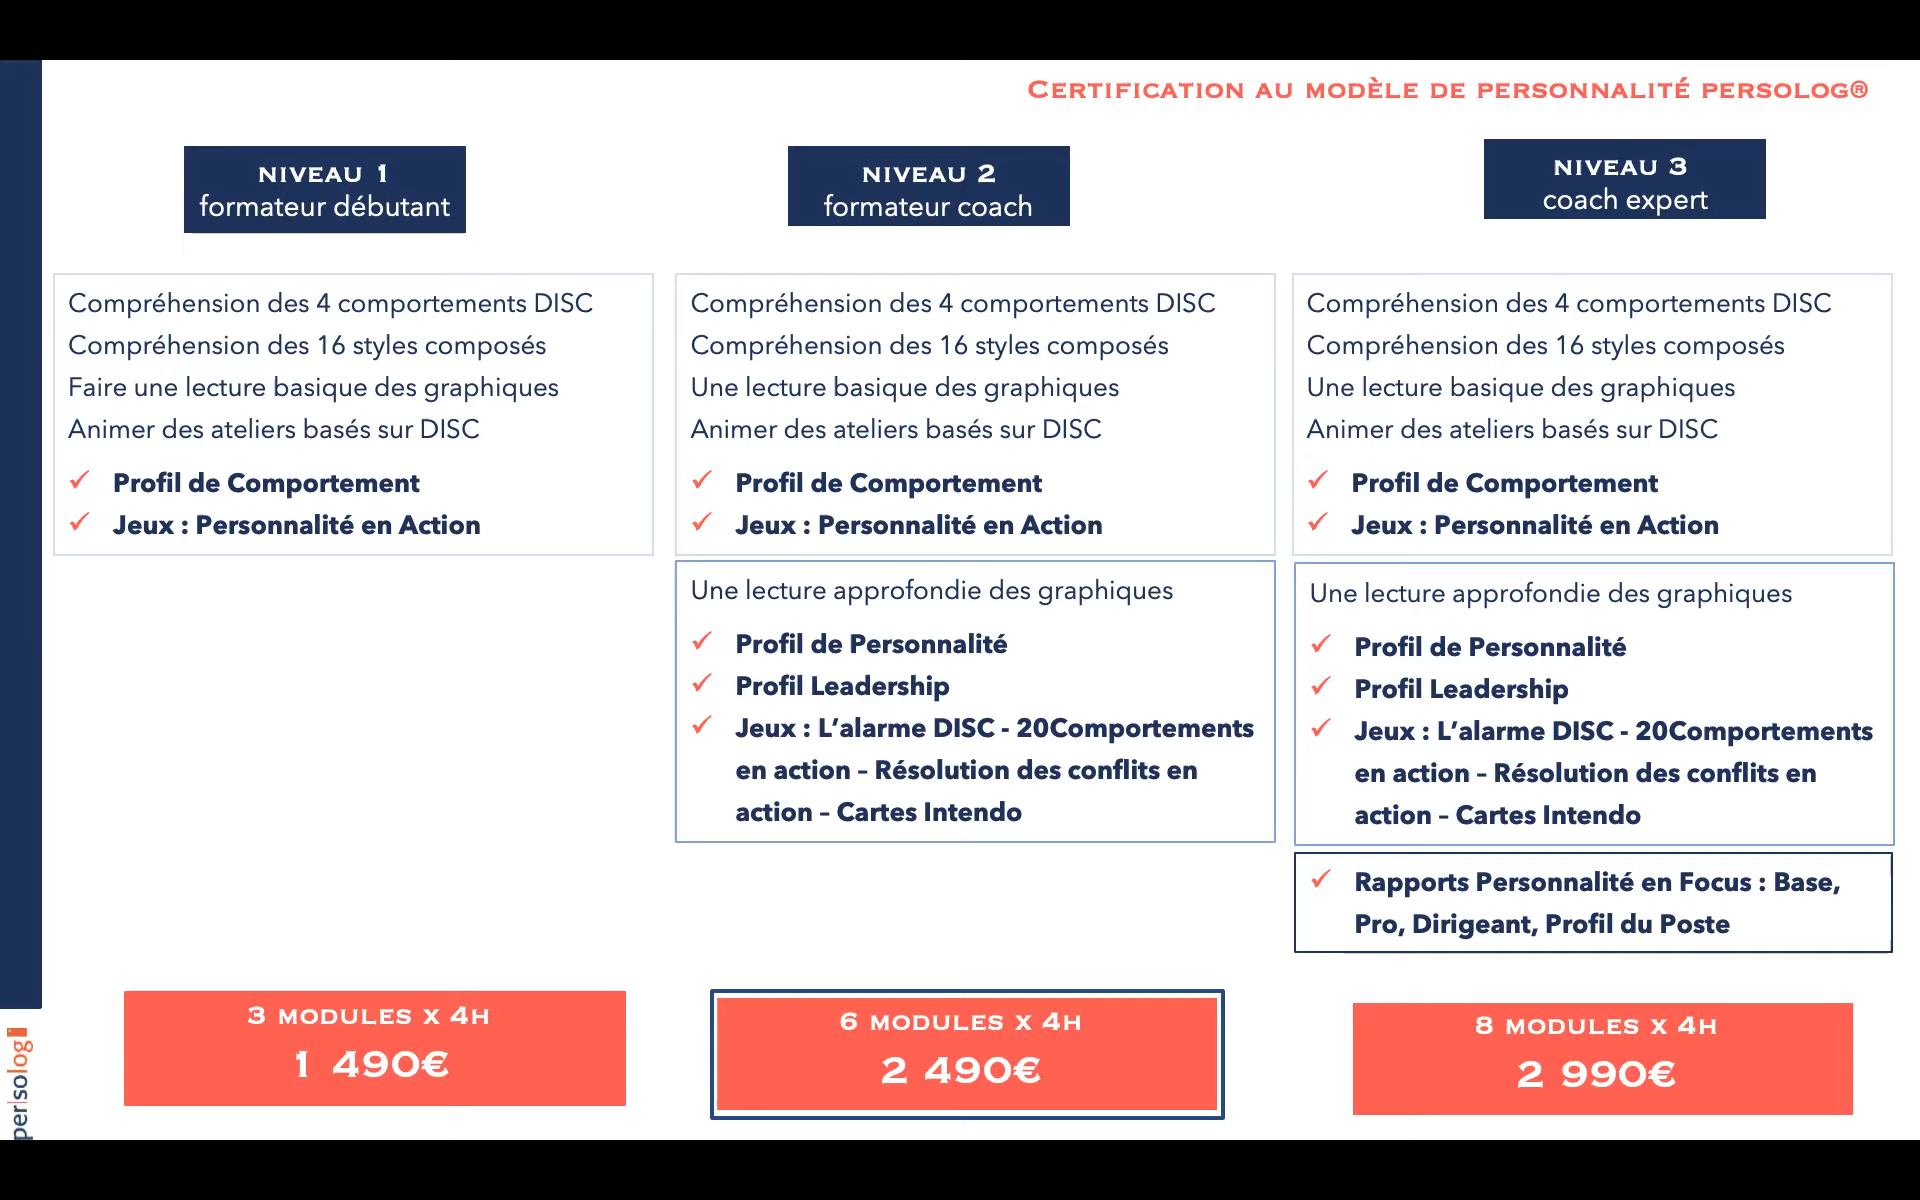 Certification au modèle de personnalité persolog®
NIVEAU 1
formateur débutant
NIVEAU 2
formateur coach
NIVEAU 3
coach expert
Compréhension des 4 comportements DISC
Compréhension des 16 styles composés
Faire une lecture basique des graphiques
Animer des ateliers basés sur DISC
✓ Profil de Comportement
✓ Jeux : Personnalité en Action
3 MODULES X 4H
1 490€
Compréhension des 4 comportements DISC
Compréhension des 16 styles composés
Une lecture basique des graphiques
Animer des ateliers basés sur DISC
✓ Profil de Comportement
✓ Jeux : Personnalité en Action
Une lecture approfondie des graphiques
✓ Profil de Personnalité
✓ Profil Leadership
✓ Jeux : L’alarme DISC - 20Comportements
en action – Résolution des conflits en
action – Cartes Intendo
6 MODULES X 4H
2 490€
Compréhension des 4 comportements DISC
Compréhension des 16 styles composés
Une lecture basique des graphiques
Animer des ateliers basés sur DISC
✓ Profil de Comportement
✓ Jeux : Personnalité en Action
Une lecture approfondie des graphiques
✓ Profil de Personnalité
✓ Profil Leadership
✓ Jeux : L’alarme DISC - 20Comportements
en action – Résolution des conflits en
action – Cartes Intendo
✓ Rapports Personnalité en Focus : Base,
Pro, Dirigeant, Profil du Poste
8 MODULES X 4H
2 990€
persolog